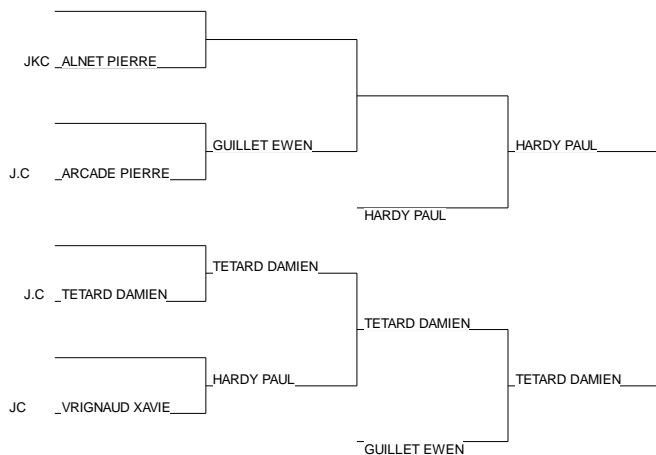 JKC ALNET PIERRE
GUILLET EWEN
HARDY PAUL
J.C ARCADE PIERRE
HARDY PAUL
TETARD DAMIEN
J.C TETARD DAMIEN
TETARD DAMIEN
HARDY PAUL
TETARD DAMIEN
JC VRIGNAUD XAVIE
GUILLET EWEN